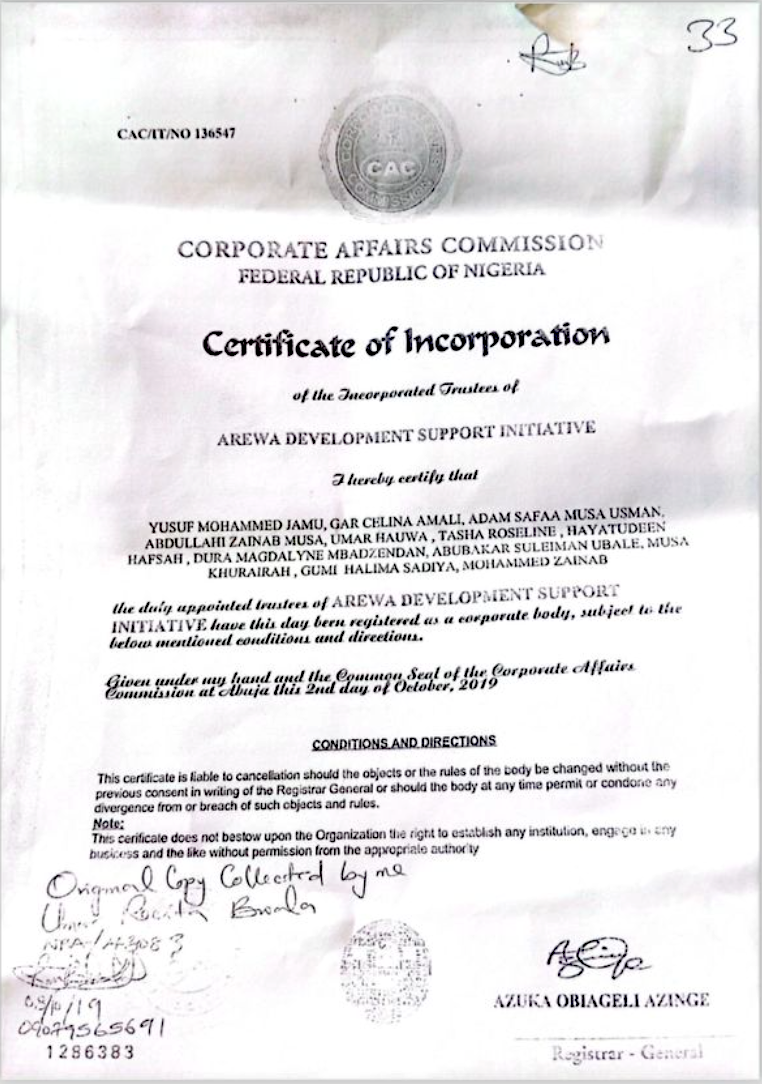 33
CAC/IT/NO 136547
CAC
CORPORATE AFFAIRS COMMISSION
FEDERAL REPUBLIC OF NIGERIA
Certificate of Incorporation
of the Incorporated Trustees of
AREWA DEVELOPMENT SUPPORT INITIATIVE
I hereby certify that
YUSUF MOHAMMED JAMU, GAR CELINA AMALI, ADAM SAFAA MUSA USMAN,
ABDULLAHI ZAINAB MUSA, UMAR HAUWA , TASHA ROSELINE , HAYATUDEEN
HAFSAH , DURA MAGDALYNE MBADZENDAN, ABUBAKAR SULEIMAN UBALE, MUSA
KHURAIRAH , GUMI HALIMA SADIYA, MOHAMMED ZAINAB
the duly appointed trustees of AREWA DEVELOPMENT SUPPORT
INITIATIVE have this day been registered as a corporate body, subject to the
below mentioned conditions and directions.
Given under my hand and the Common Seal of the Corporate Affairs
Commission at Abuja this 2nd day of October, 2019
CONDITIONS AND DIRECTIONS
This certificate is liable to cancellation should the objects or the rules of the body be changed without the
previous consent in writing of the Registrar General or should the body at any time permit or condone any
divergence from or breach of such objects and rules.
Note:
This cerificate does not bestow upon the Organization the right to establish any institution, engage in any
business and the like without permission from the appropriate authority
Original Copy Collected by me
Umar
/10/19
09079565691
1286383
AZUKA OBIAGELI AZINGE
Registrar - General